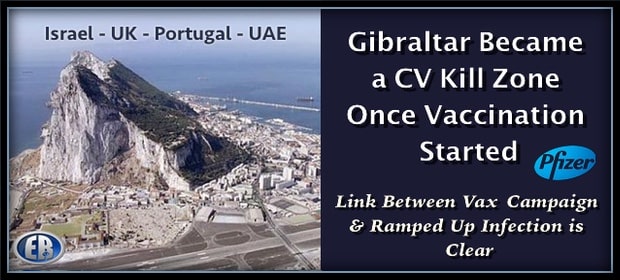 Israel - UK - Portugal - UAE
Gibraltar Became
a CV Kill Zone
Once Vaccination
Started
Pfizer
Link Between Vax Campaign
& Ramped Up Infection is
Clear